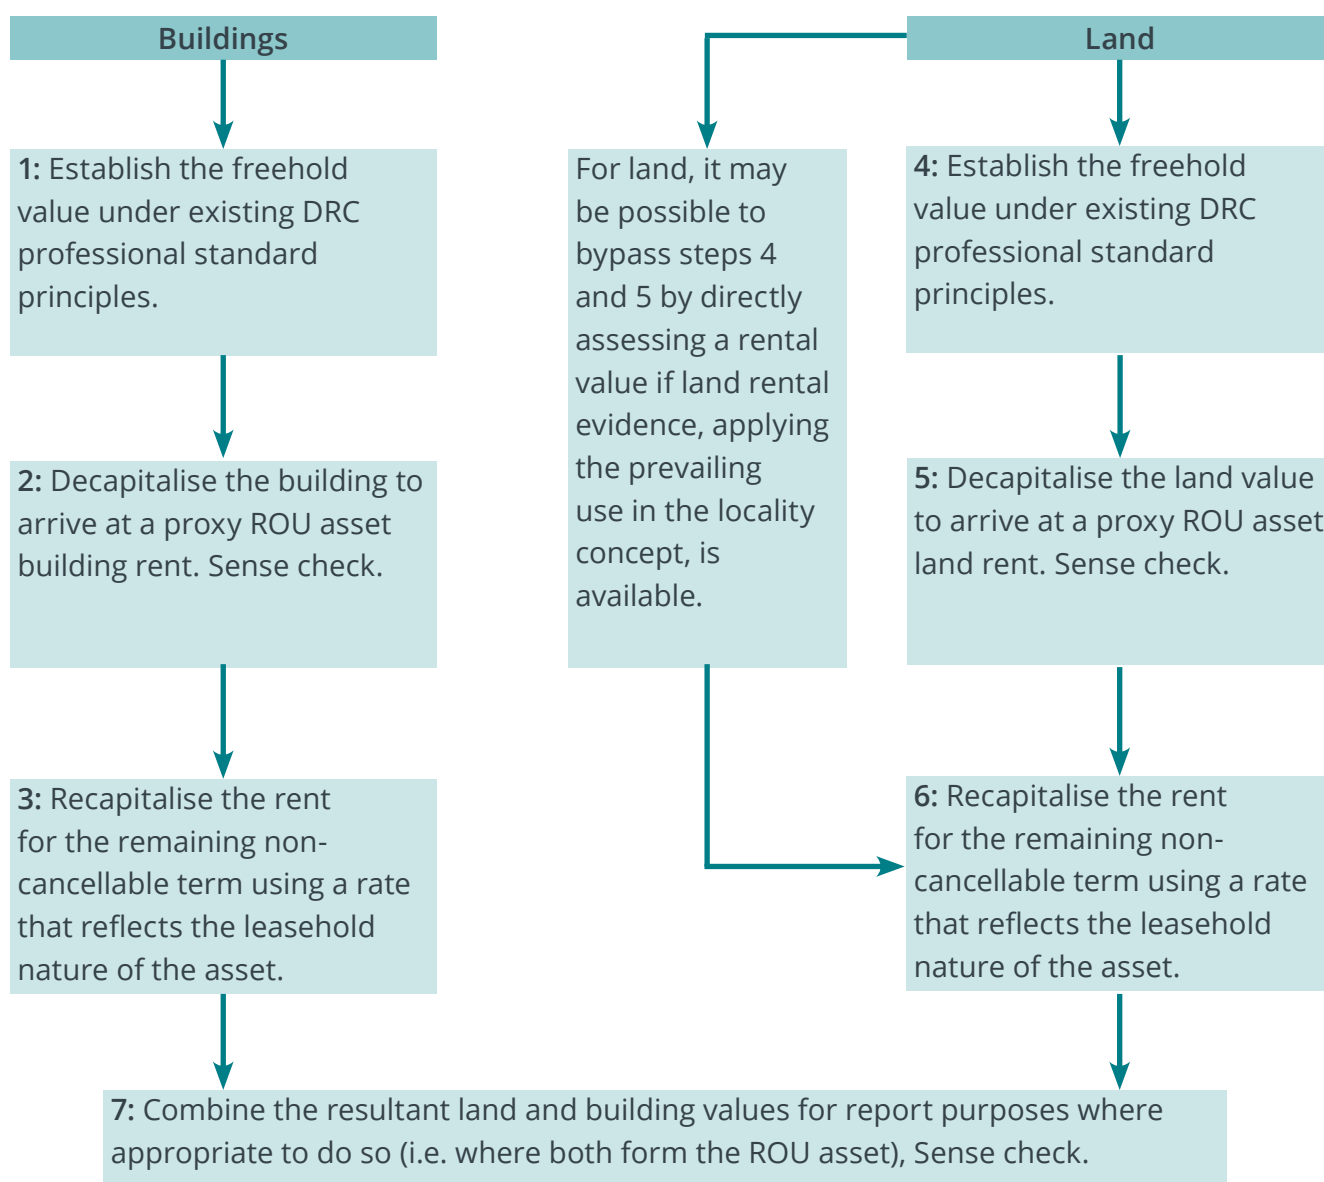 Buildings
1: Establish the freehold
value under existing DRC
professional standard
principles.
2: Decapitalise the building to
arrive at a proxy ROU asset
building rent. Sense check.
3: Recapitalise the rent
for the remaining non-
cancellable term using a rate
that reflects the leasehold
nature of the asset.
For land, it may
be possible to
bypass steps 4
and 5 by directly
assessing a rental
value if land rental
evidence, applying
the prevailing
use in the locality
concept, is
available.
Land
4: Establish the freehold
value under existing DRC
professional standard
principles.
5: Decapitalise the land value
to arrive at a proxy ROU asset
land rent. Sense check.
6: Recapitalise the rent
for the remaining non-
cancellable term using a rate
that reflects the leasehold
nature of the asset.
7: Combine the resultant land and building values for report purposes where
appropriate to do so (i.e. where both form the ROU asset), Sense check.